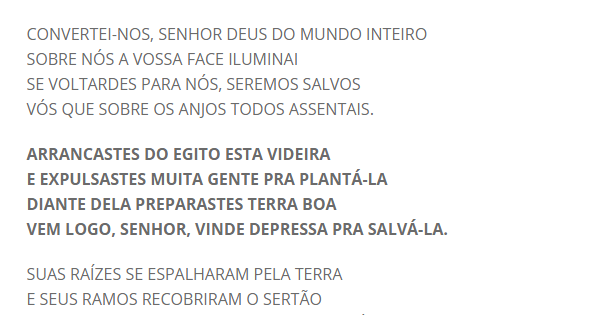 CONVERTEI-NOS, SENHOR DEUS DO MUNDO INTEIRO
SOBRE NÓS A VOSSA FACE ILUMINAI
SE VOLTARDES PARA NÓS, SEREMOS SALVOS
VÓS QUE SOBRE OS ANJOS TODOS ASSENTAIS.
ARRANCASTES DO EGITO ESTA VIDEIRA
E EXPULSASTES MUITA GENTE PRA PLANTÁ-LA
DIANTE DELA PREPARASTES TERRA BOA
VEM LOGO, SENHOR, VINDE DEPRESSA PRA SALVÁ-LA.
SUAS RAÍZES SE ESPALHARAM PELA TERRA
E SEUS RAMOS RECOBRIRAM O SERTÃO